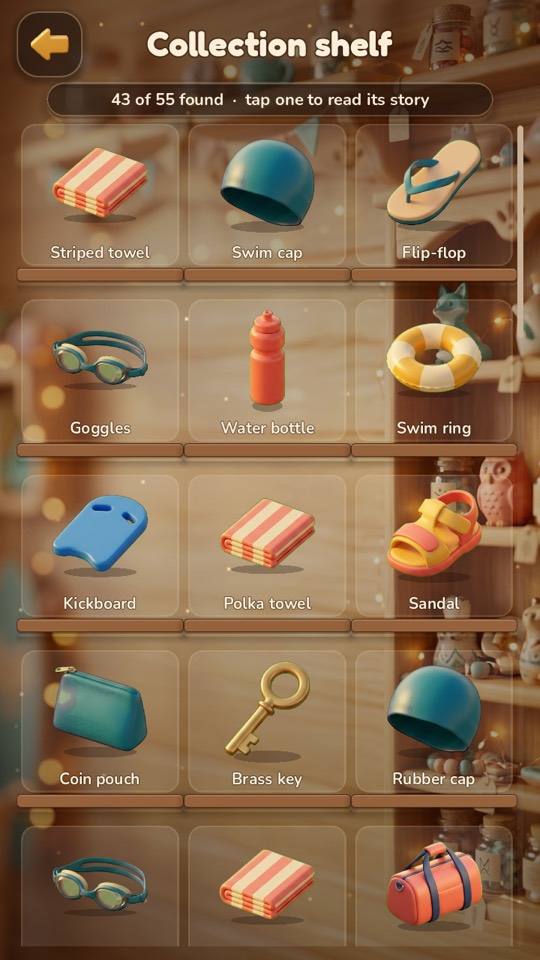 Collection shelf
43 of 55 found · tap one to read its story
Striped towel
Swim cap
Flip-flop
Goggles
Water bottle
Swim ring
Kickboard
Polka towel
Sandal
Coin pouch
Brass key
Rubber cap